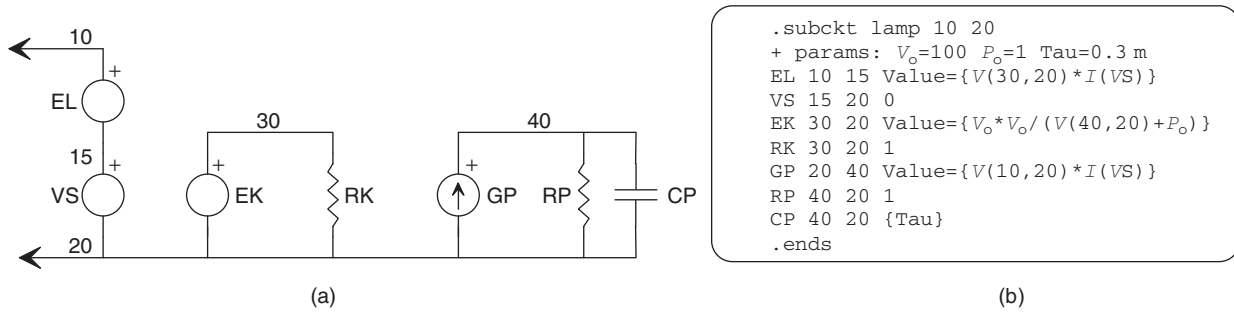 10
EL
15
VS
20
30
EK
RK
40
GP
RP
CP
(a)
.subckt lamp 10 20
+ params: Vₒ=100 Pₒ=1 Tau=0.3 m
EL 10 15 Value={V(30,20)*I(VS)}
VS 15 20 0
EK 30 20 Value={Vₒ*Vₒ/(V(40,20)+Pₒ)}
RK 30 20 1
GP 20 40 Value={V(10,20)*I(VS)}
RP 40 20 1
CP 40 20 {Tau}
.ends
(b)